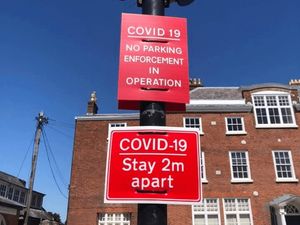 COVID 19
NO PARKING
ENFORCEMENT
IN
OPERATION
COVID-19
Stay 2m
apart